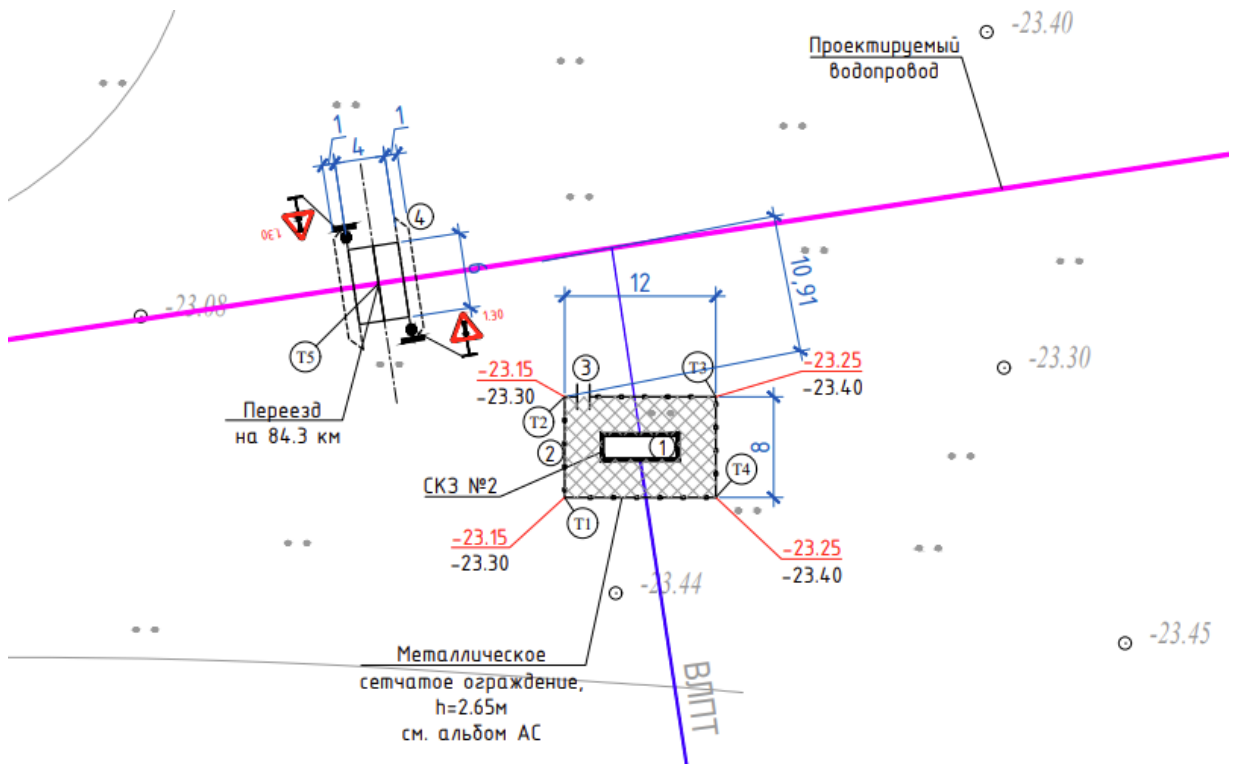 -23.40
Проектируемый
водопровод
1
4
1
1.30
4
6
10,91
12
-23.08
1.30
T5
-23.15
-23.30
3
T3
-23.25
-23.40
-23.30
Переезд
на 84.3 км
T2
2
1
8
СКЗ №2
T4
T1
-23.15
-23.30
-23.25
-23.40
-23.44
-23.45
Металлическое
сетчатое ограждение,
h=2.65м
см. альбом АС
ВЛПТ